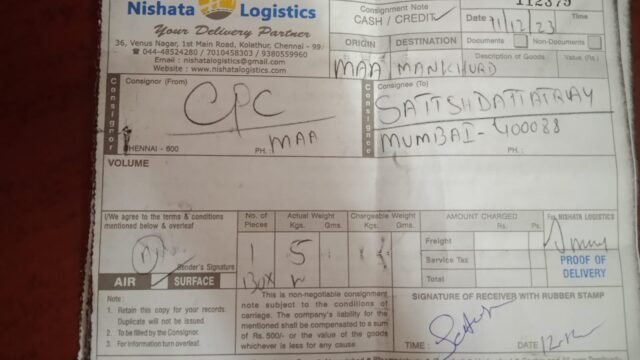 Nishata Logistics
Your Delivery Partner
36, Venus Nagar, 1st Main Road, Kolathur, Chennai - 99.
☎ 044-48524280 / 7010458303 / 9380559960
Email : nishatalogistics@gmail.com
Website : www.nishatalogistics.com
Consignment Note
CASH / CREDIT
112379
Date 11/12/23 Time
ORIGIN DESTINATION
Documents Non-Documents
Description of Goods Value (Rs.)
MAA MANKHURD
Consignor
Consignor (From)
CPC
MAA
CHENNAI - 600 PH.:
Consignee
Consignee (To)
SATISH DATTATRAY
MUMBAI - 400088
PH. :
VOLUME
I/We agree to the terms & conditions
mentioned below & overleaf
Sender's Signature
AIR SURFACE
No. of Pieces
Actual Weight
Kgs. Gms.
Chargeable Weight
Kgs. Gms.
1 5
BOX
AMOUNT CHARGED
Rs. Ps.
Freight
Service Tax
Total
For NISHATA LOGISTICS
PROOF OF
DELIVERY
Note :
1. Retain this copy for your records.
Duplicate will not be issued.
2. To be filled by the Consignor.
3. For information turn overleaf.
This is non-negotiable consignment
note subject to the conditions of
carriage. The company's liability for
the mentioned shall be compensated to a sum
of Rs. 500/- or the value of the goods
whichever is less for any cause.
SIGNATURE OF RECEIVER WITH RUBBER STAMP
TIME : DATE